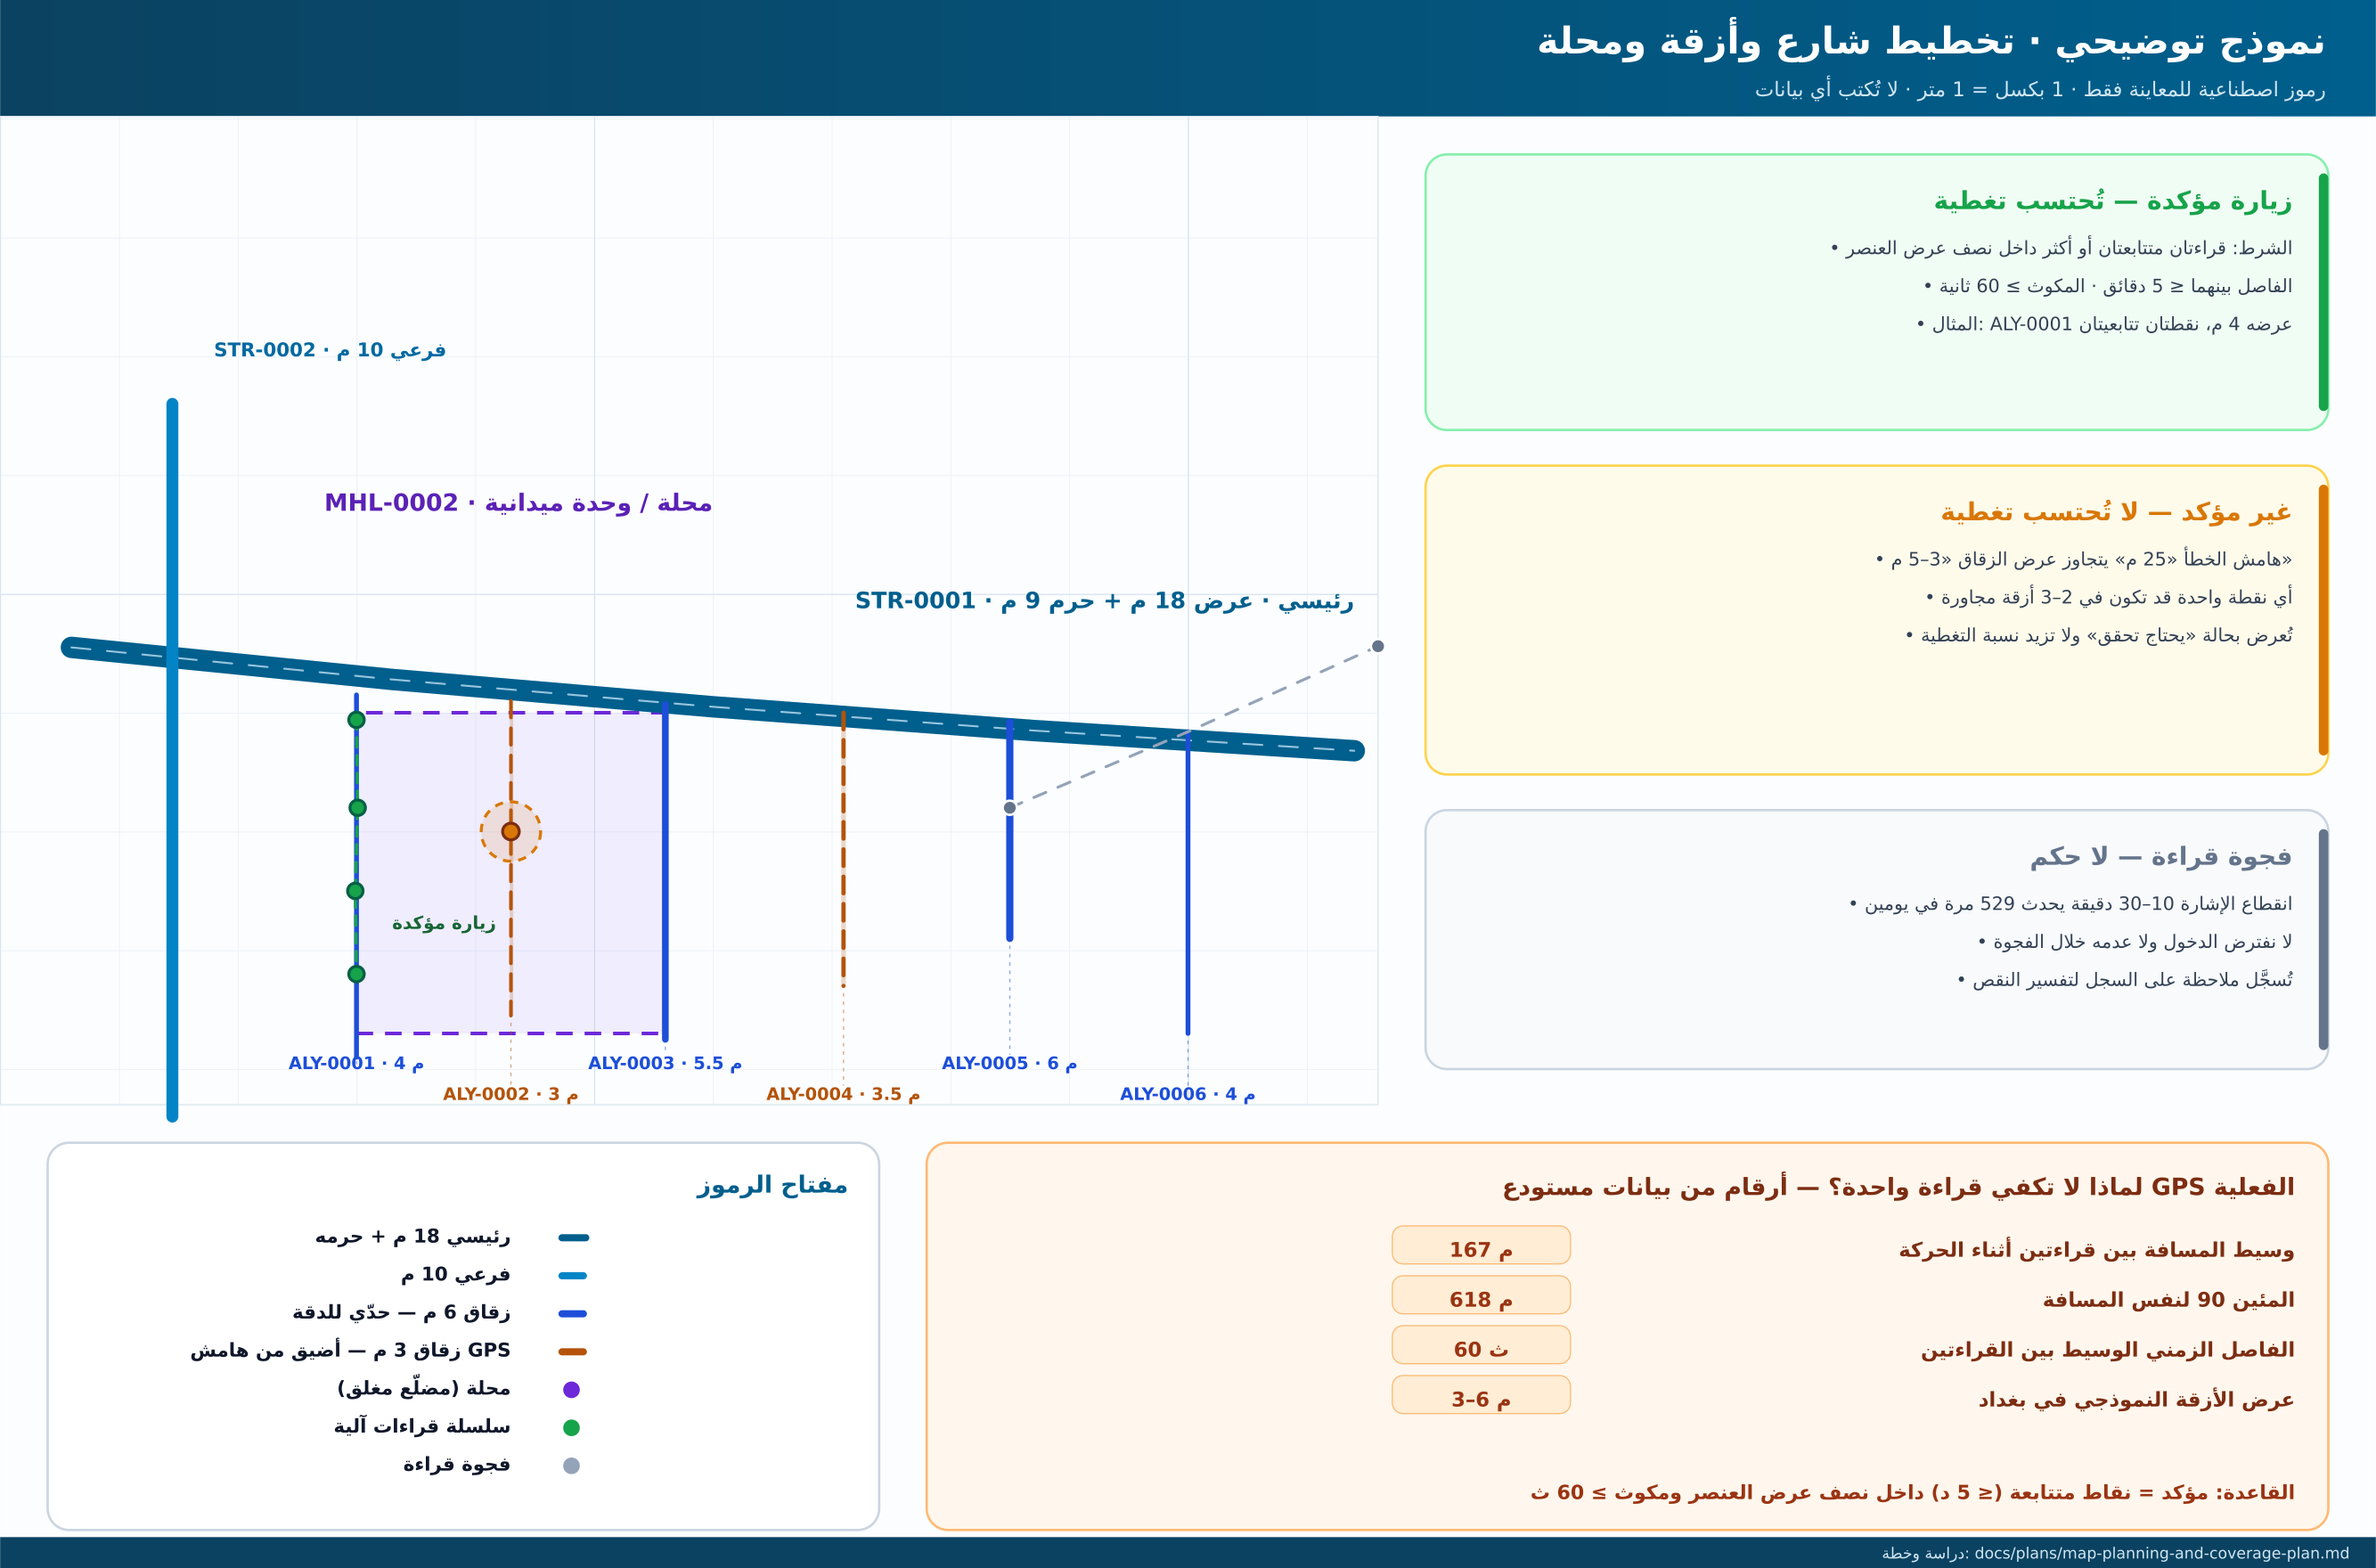 نموذج توضيحي · تخطيط شارع وأزقة ومحلة
رموز اصطناعية للمعاينة فقط · 1 بكسل = 1 متر · لا تُكتب أي بيانات
زيارة مؤكدة — تُحتسب تغطية
الشرط: قراءتان متتابعتان أو أكثر داخل نصف عرض العنصر •
الفاصل بينهما ≤ 5 دقائق · المكوث ≥ 60 ثانية •
عرضه 4 م، نقطتان تتابعيتان ALY-0001 :المثال •
غير مؤكد — لا تُحتسب تغطية
«هامش الخطأ «25 م» يتجاوز عرض الزقاق «3–5 م •
أي نقطة واحدة قد تكون في 2–3 أزقة مجاورة •
تُعرض بحالة «يحتاج تحقق» ولا تزيد نسبة التغطية •
فجوة قراءة — لا حكم
انقطاع الإشارة 10–30 دقيقة يحدث 529 مرة في يومين •
لا نفترض الدخول ولا عدمه خلال الفجوة •
تُسجَّل ملاحظة على السجل لتفسير النقص •
STR-0002 · فرعي 10 م
MHL-0002 · محلة / وحدة ميدانية
STR-0001 · رئيسي · عرض 18 م + حرم 9 م
زيارة مؤكدة
ALY-0001 · 4 م
ALY-0003 · 5.5 م
ALY-0005 · 6 م
ALY-0002 · 3 م
ALY-0004 · 3.5 م
ALY-0006 · 4 م
الفعلية GPS لماذا لا تكفي قراءة واحدة؟ — أرقام من بيانات مستودع
وسيط المسافة بين قراءتين أثناء الحركة
167 م
المئين 90 لنفس المسافة
618 م
الفاصل الزمني الوسيط بين القراءتين
60 ث
عرض الأزقة النموذجي في بغداد
3–6 م
القاعدة: مؤكد = نقاط متتابعة (≤ 5 د) داخل نصف عرض العنصر ومكوث ≥ 60 ث
مفتاح الرموز
رئيسي 18 م + حرمه
فرعي 10 م
زقاق 6 م — حدّي للدقة
GPS زقاق 3 م — أضيق من هامش
محلة (مضلّع مغلق)
سلسلة قراءات آلية
فجوة قراءة
دراسة وخطة: docs/plans/map-planning-and-coverage-plan.md